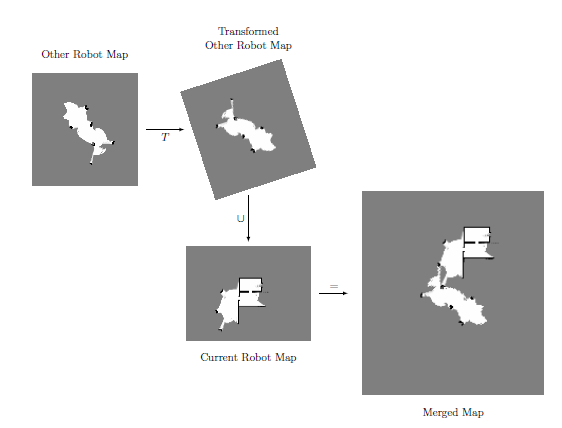 Transformed
Other Robot Map
Other Robot Map
T
∪
=
Current Robot Map
Merged Map